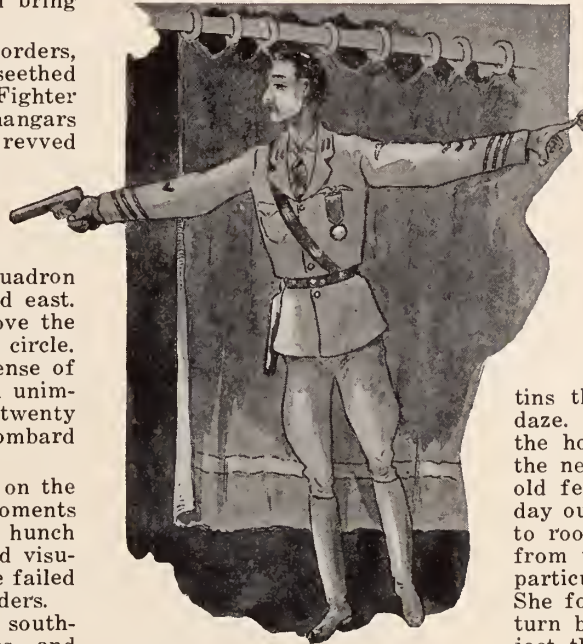 bring
orders,
seethed
Fighter
hangars
revved
uadron
d east.
ove the
circle.
ense of
unim-
twenty
ombard
on the
oments
hunch
d visu-
e failed
ders.
south-
and
tins th
daze.
the ho
the ne
old fe
day ou
to roo
from
particu
She fo
turn h